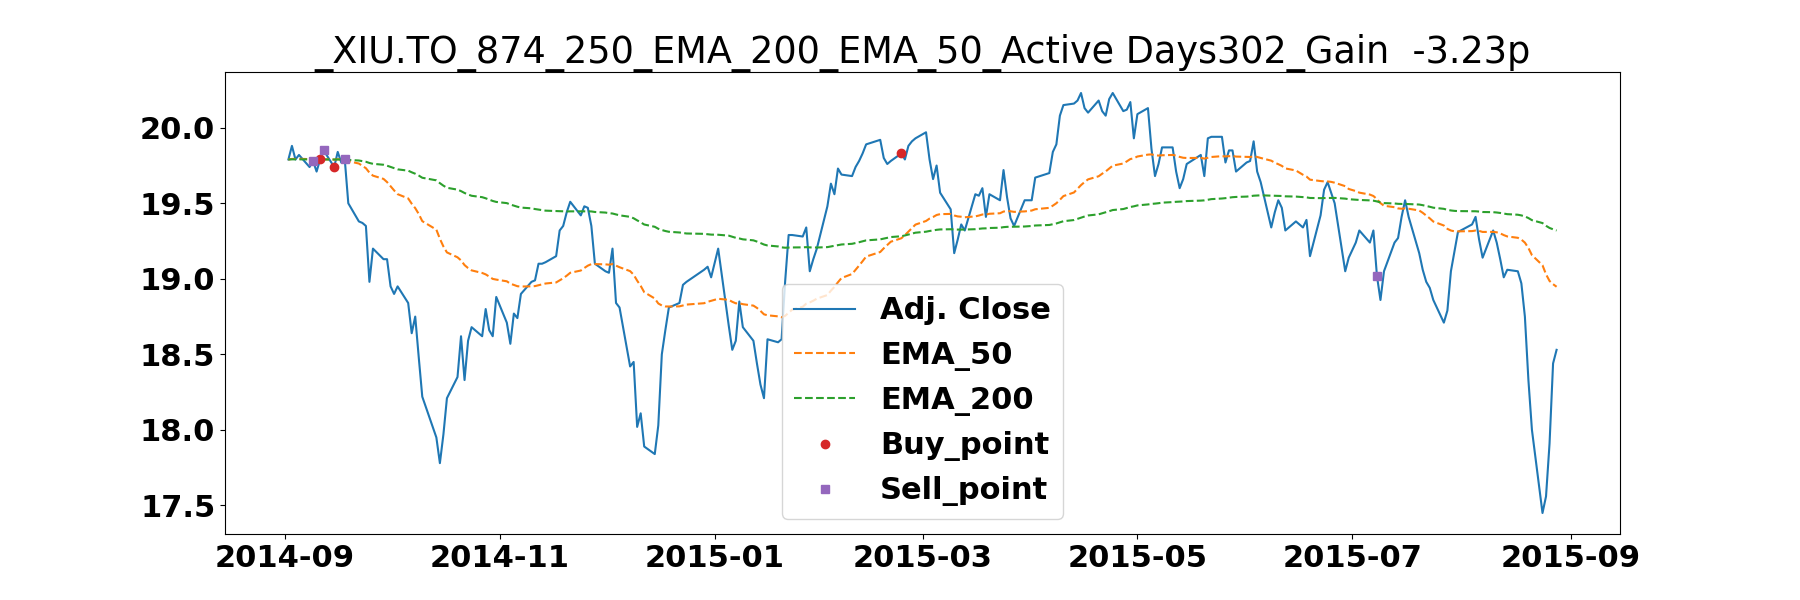 _XIU.TO_874_250_EMA_200_EMA_50_Active Days302_Gain  -3.23p
20.0
19.5
19.0
18.5
18.0
17.5
Adj. Close
EMA_50
EMA_200
Buy_point
Sell_point
2014-09 2014-11 2015-01 2015-03 2015-05 2015-07 2015-09